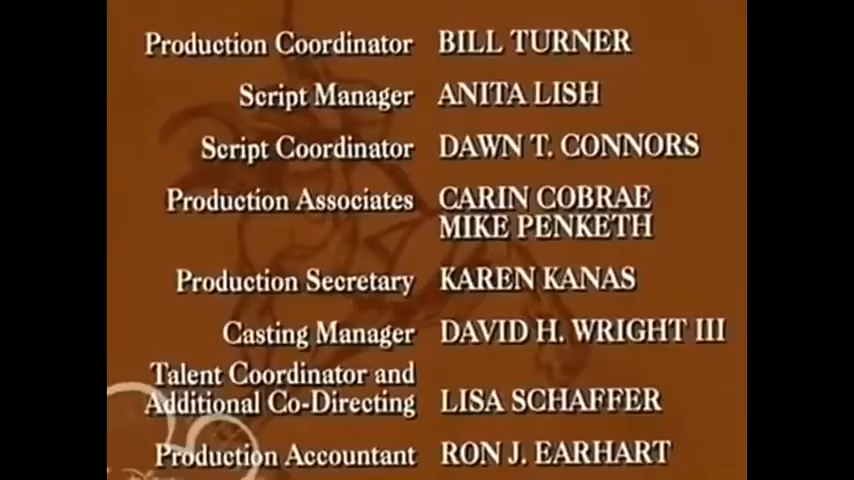 Production Coordinator BILL TURNER
Script Manager ANITA LISH
Script Coordinator DAWN T. CONNORS
Production Associates CARIN COBRAE
MIKE PENKETH
Production Secretary KAREN KANAS
Casting Manager DAVID H. WRIGHT III
Talent Coordinator and
Additional Co-Directing LISA SCHAFFER
Production Accountant RON J. EARHART